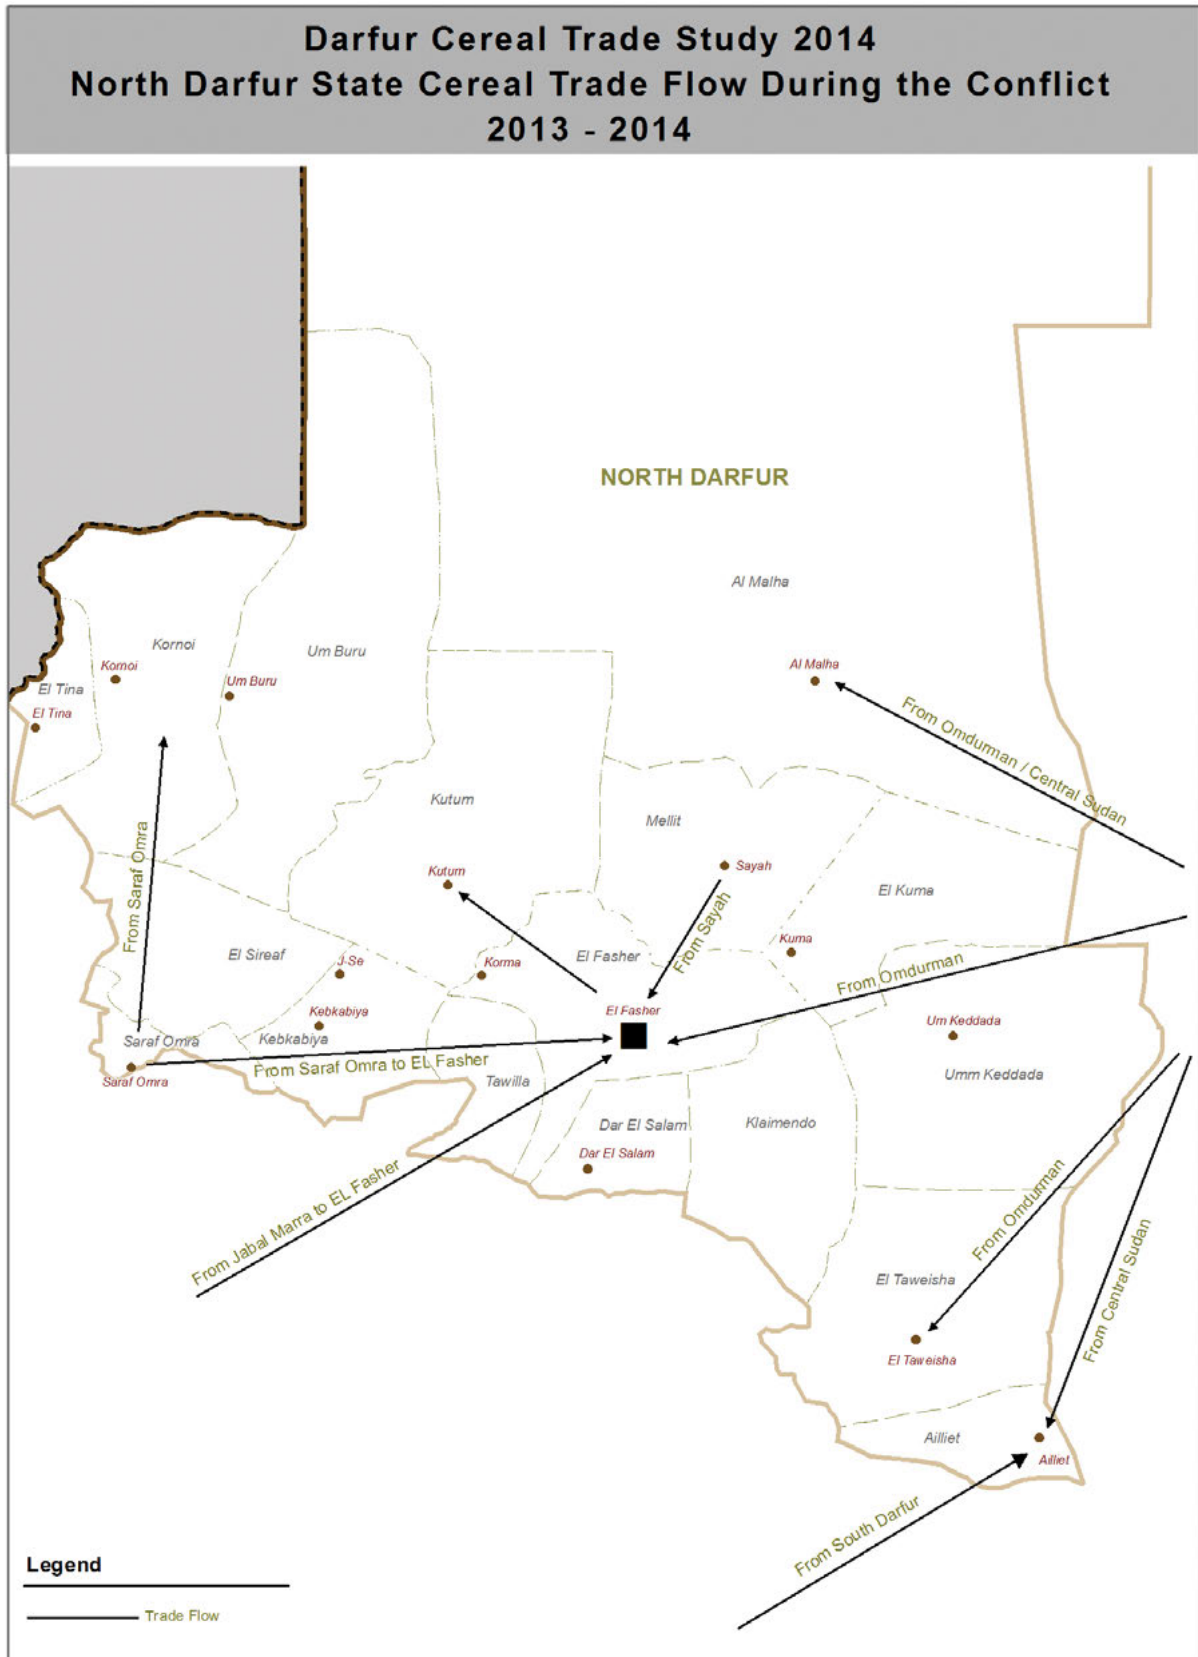 Darfur Cereal Trade Study 2014
North Darfur State Cereal Trade Flow During the Conflict
2013 - 2014
NORTH DARFUR
Al Malha
Kornoi
Um Buru
Kornoi
Al Malha
El Tina
Um Buru
El Tina
From Omdurman / Central Sudan
Kutum
Mellit
From Saraf Omra
Kutum
Sayah
El Kuma
From Sayah
El Sireaf
J-Se
Korma
El Fasher
Kuma
From Omdurman
Kebkabiya
El Fasher
Um Keddada
Saraf Omra
Kebkabiya
From Saraf Omra to EL Fasher
Saraf Omra
Tawilla
Umm Keddada
Dar El Salam
Klaimendo
Dar El Salam
From Jabal Marra to EL Fasher
From Omdurman
El Taweisha
From Central Sudan
El Taweisha
Ailliet
Ailliet
From South Darfur
Legend
Trade Flow